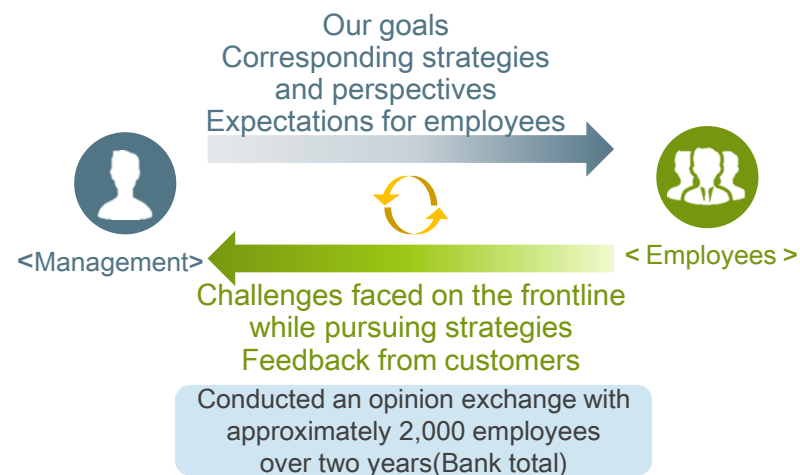 Our goals
Corresponding strategies
and perspectives
Expectations for employees
<Management>
< Employees >
Challenges faced on the frontline
while pursuing strategies
Feedback from customers
Conducted an opinion exchange with
approximately 2,000 employees
over two years(Bank total)